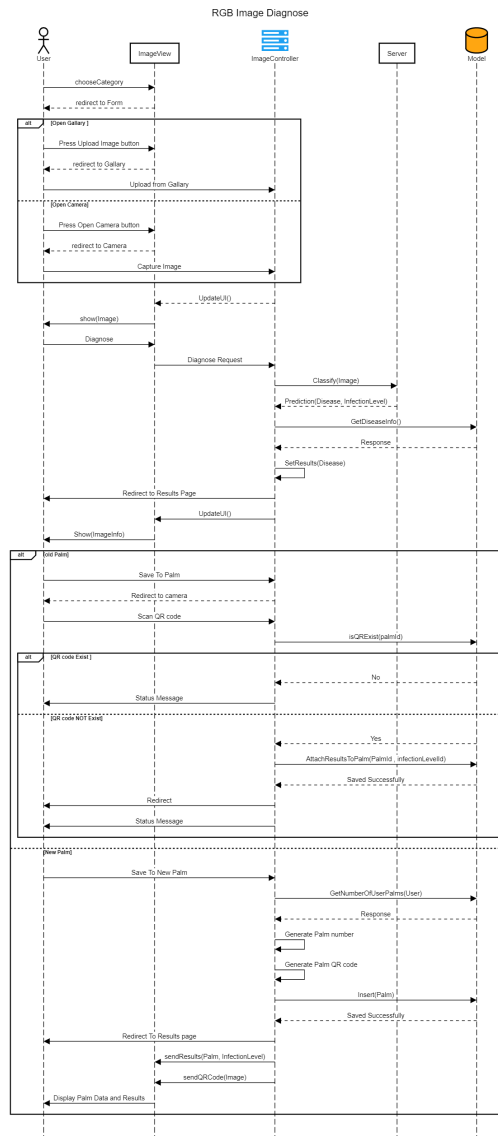 RGB Image Diagnose
User
ImageView
ImageController
Server
Model
chooseCategory
redirect to Form
alt
[Open Gallary ]
Press Upload Image button
redirect to Gallary
Upload from Gallary
[Open Camera]
Press Open Camera button
redirect to Camera
Capture Image
UpdateUI()
show(Image)
Diagnose
Diagnose Request
Classify(Image)
Prediction(Disease, InfectionLevel)
GetDiseaseInfo()
Response
SetResults(Disease)
Redirect to Results Page
UpdateUI()
Show(ImageInfo)
alt
[old Palm]
Save To Palm
Redirect to camera
Scan QR code
isQRExist(palmId)
alt
[QR code Exist ]
No
Status Message
[QR code NOT Exist]
Yes
AttachResultsToPalm(PalmId , infectionLevelId)
Saved Successfully
Redirect
Status Message
[New Palm]
Save To New Palm
GetNumberOfUserPalms(User)
Response
Generate Palm number
Generate Palm QR code
Insert(Palm)
Saved Successfully
Redirect To Results page
sendResults(Palm, InfectionLevel)
sendQRCode(Image)
Display Palm Data and Results